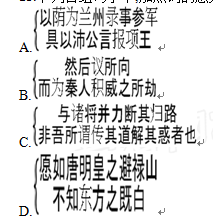 A. 以荫为兰州录事参军
具以沛公言报项王
B. 然后议所向
而为秦人积威之所劫
C. 与诸将并力断其归路
非吾所谓传其道解其惑者也
D. 愿如唐明皇之避禄山
不知东方之既白